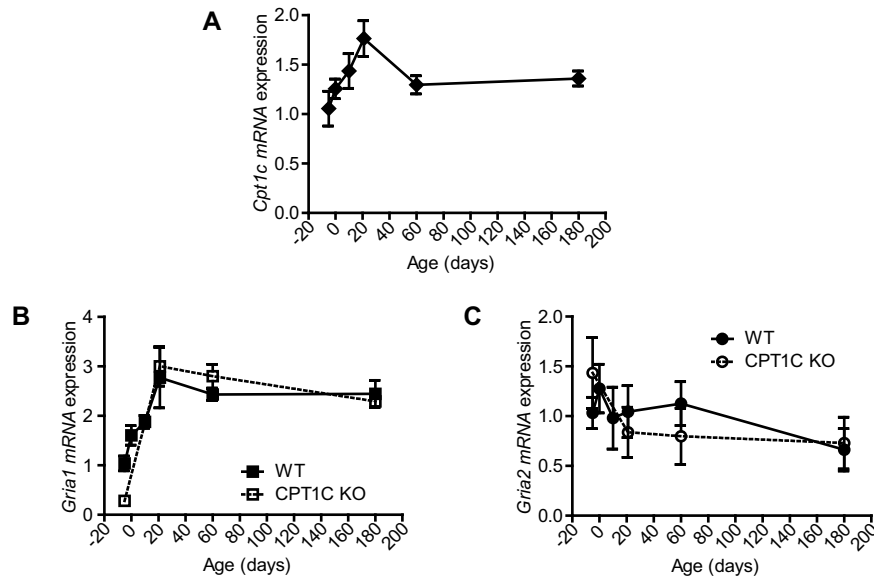 A
2.0
1.5
1.0
0.5
0.0
Cpt1c mRNA expression
-20 0 20 40 60 80 100 120 140 160 180 200
Age (days)
B
4
3
2
1
0
Gria1 mRNA expression
WT
CPT1C KO
-20 0 20 40 60 80 100 120 140 160 180 200
Age (days)
C
2.0
1.5
1.0
0.5
0.0
Gria2 mRNA expression
WT
CPT1C KO
-20 0 20 40 60 80 100 120 140 160 180 200
Age (days)